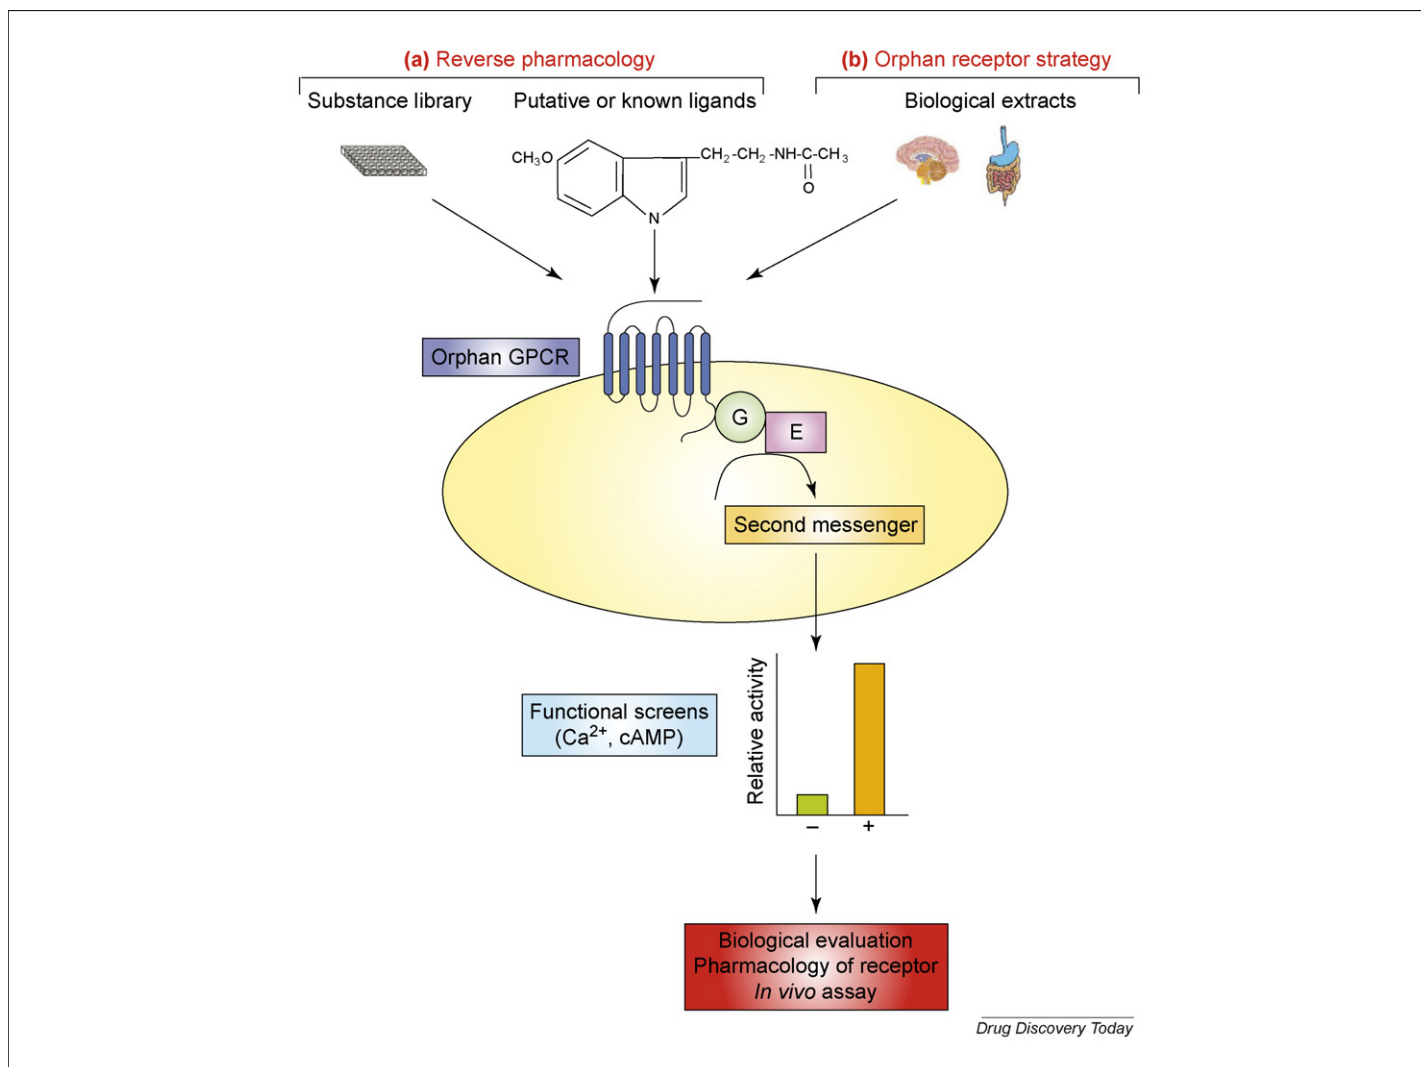 (a) Reverse pharmacology
(b) Orphan receptor strategy
Substance library
Putative or known ligands
Biological extracts
CH3O
CH2-CH2-NH-C-CH3
O
N
Orphan GPCR
G
E
Second messenger
Functional screens
(Ca2+, cAMP)
Relative activity
– +
Biological evaluation
Pharmacology of receptor
In vivo assay
Drug Discovery Today